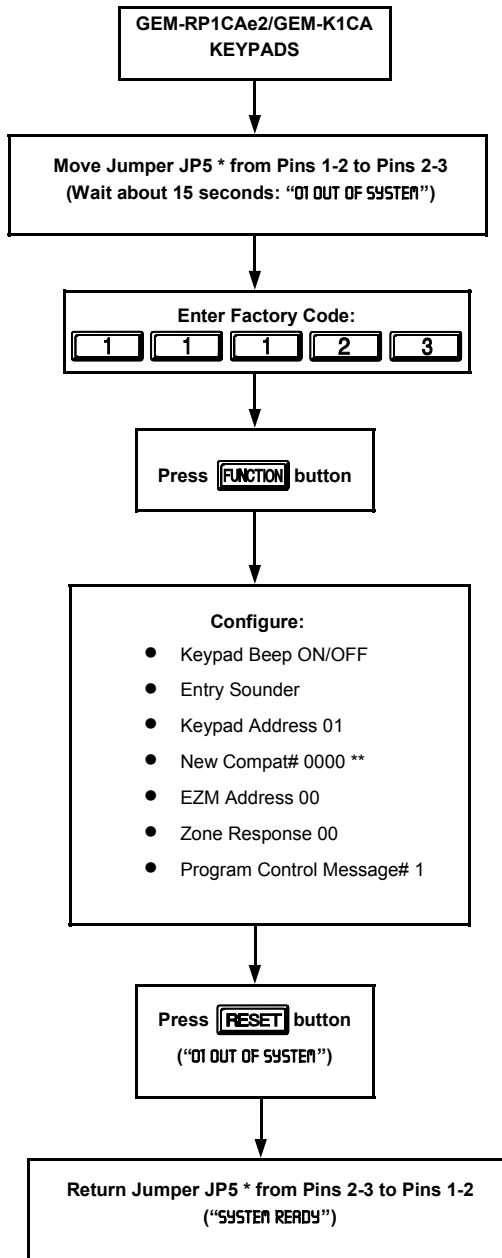 GEM-RP1CAe2/GEM-K1CA
KEYPADS
Move Jumper JP5 * from Pins 1-2 to Pins 2-3
(Wait about 15 seconds: “01 OUT OF SYSTEM”)
Enter Factory Code:
1 1 1 2 3
Press FUNCTION button
Configure:
● Keypad Beep ON/OFF
● Entry Sounder
● Keypad Address 01
● New Compat# 0000 **
● EZM Address 00
● Zone Response 00
● Program Control Message# 1
Press RESET button
(“01 OUT OF SYSTEM”)
Return Jumper JP5 * from Pins 2-3 to Pins 1-2
(“SYSTEM READY”)